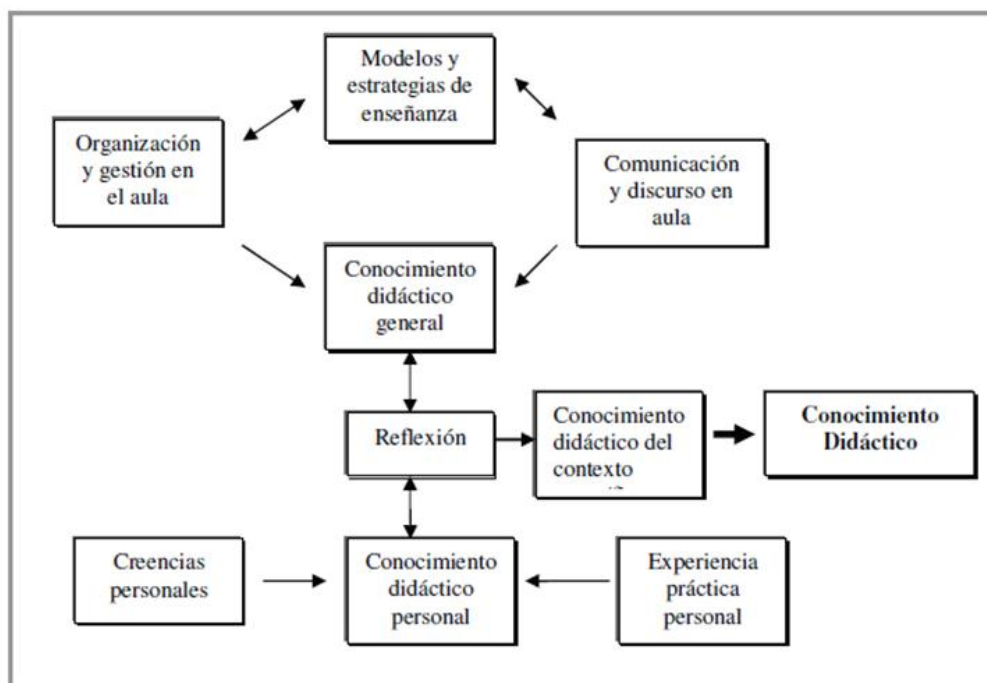 Modelos y
estrategias de
enseñanza
Organización
y gestión en
el aula
Comunicación
y discurso en
aula
Conocimiento
didáctico
general
Reflexión
Conocimiento
didáctico del
contexto
Conocimiento
Didáctico
Creencias
personales
Conocimiento
didáctico
personal
Experiencia
práctica
personal